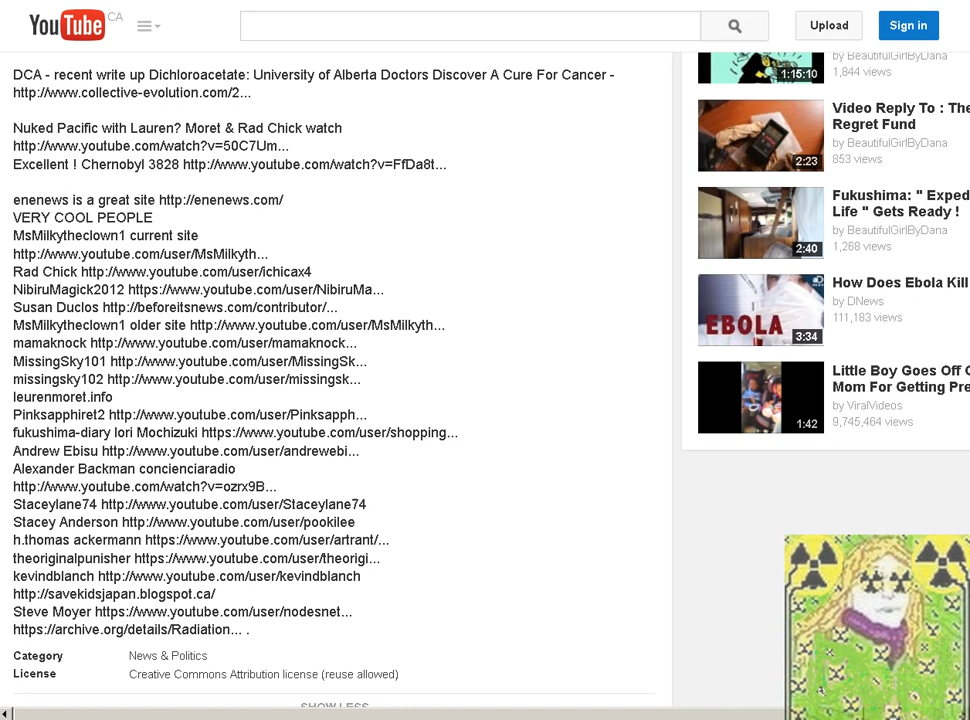 YouTube CA
Upload
Sign in
DCA - recent write up Dichloroacetate: University of Alberta Doctors Discover A Cure For Cancer -
http://www.collective-evolution.com/2...
Nuked Pacific with Lauren? Moret & Rad Chick watch
http://www.youtube.com/watch?v=50C7Um...
Excellent ! Chernobyl 3828 http://www.youtube.com/watch?v=FfDa8t...
enenews is a great site http://enenews.com/
VERY COOL PEOPLE
MsMilkytheclown1 current site
http://www.youtube.com/user/MsMilkyth...
Rad Chick http://www.youtube.com/user/ichicax4
NibiruMagick2012 https://www.youtube.com/user/NibiruMa...
Susan Duclos http://beforeitsnews.com/contributor/...
MsMilkytheclown1 older site http://www.youtube.com/user/MsMilkyth...
mamaknock http://www.youtube.com/user/mamaknock...
MissingSky101 http://www.youtube.com/user/MissingSk...
missingsky102 http://www.youtube.com/user/missingsk...
leurenmoret.info
Pinksapphiret2 http://www.youtube.com/user/Pinksapph...
fukushima-diary Iori Mochizuki https://www.youtube.com/user/shopping...
Andrew Ebisu http://www.youtube.com/user/andrewebi...
Alexander Backman concienciaradio
http://www.youtube.com/watch?v=ozrx9B...
Staceylane74 http://www.youtube.com/user/Staceylane74
Stacey Anderson http://www.youtube.com/user/pookilee
h.thomas ackermann https://www.youtube.com/user/artrant/...
theoriginalpunisher https://www.youtube.com/user/theorigi...
kevindblanch http://www.youtube.com/user/kevindblanch
http://savekidsjapan.blogspot.ca/
Steve Moyer https://www.youtube.com/user/nodesnet...
https://archive.org/details/Radiation... .
Category News & Politics
License Creative Commons Attribution license (reuse allowed)
SHOW LESS
1:15:10
by BeautifulGirlByDana
1,844 views
2:23
Video Reply To : The
Regret Fund
by BeautifulGirlByDana
853 views
2:40
Fukushima: " Exped
Life " Gets Ready !
by BeautifulGirlByDana
1,268 views
EBOLA
3:34
How Does Ebola Kill
by DNews
111,183 views
1:42
Little Boy Goes Off
Mom For Getting Pre
by ViralVideos
9,745,464 views